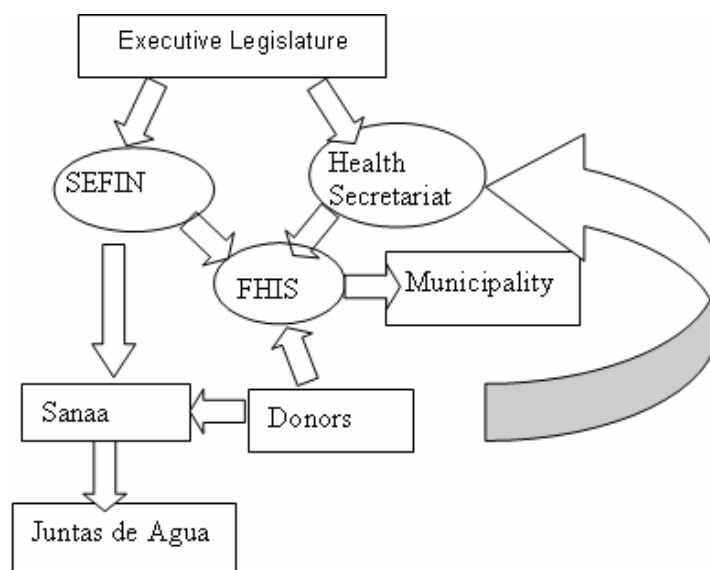 Executive Legislature
SEFIN
Health
Secretariat
FHIS
Municipality
Sanaa
Donors
Juntas de Agua